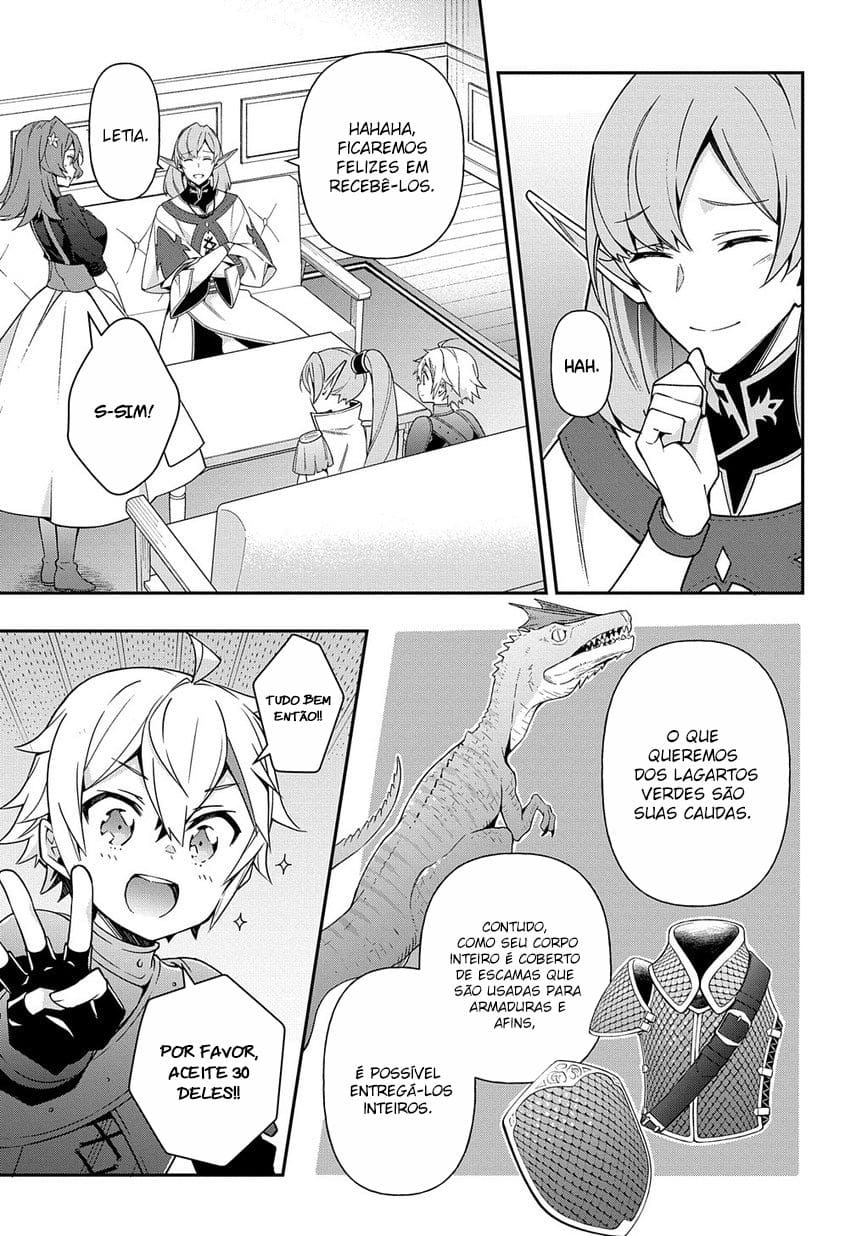 HAH.
HAHAHA,
FICAREMOS
FELIZES EM
RECEBÊ-LOS.
LETIA.
S-SIM!
O QUE
QUEREMOS
DOS LAGARTOS
VERDES SÃO
SUAS CAUDAS.
CONTUDO,
COMO SEU CORPO
INTEIRO É COBERTO
DE ESCAMAS QUE
SÃO USADAS PARA
ARMADURAS E
AFINS,
É POSSÍVEL
ENTREGÁ-LOS
INTEIROS.
TUDO BEM
ENTÃO!!
POR FAVOR,
ACEITE 30
DELES!!